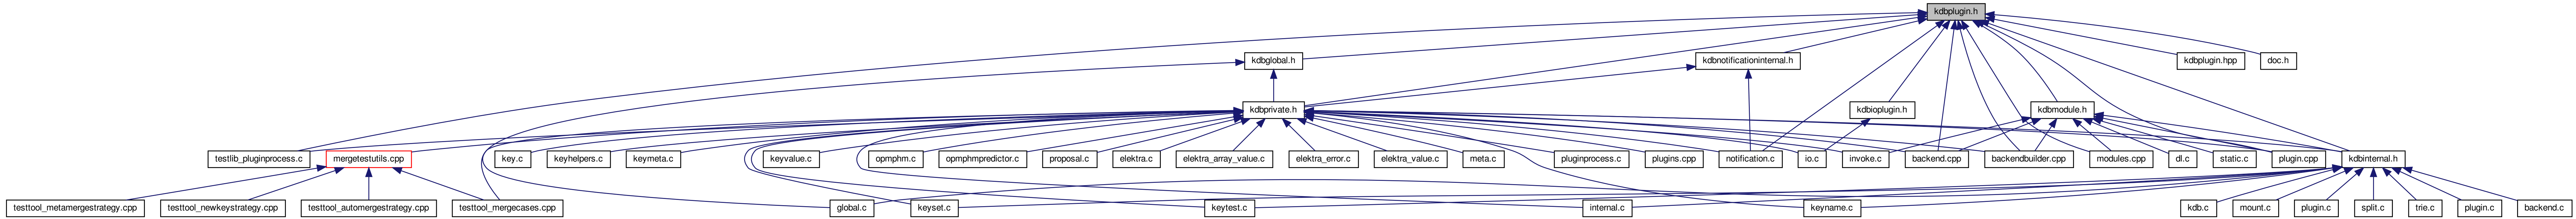 kdbplugin.h
kdbglobal.h
kdbnotificationinternal.h
kdbplugin.hpp
doc.h
kdbprivate.h
kdbioplugin.h
kdbmodule.h
testlib_pluginprocess.c
mergetestutils.cpp
key.c
keyhelpers.c
keymeta.c
keyvalue.c
opmphm.c
opmphmpredictor.c
proposal.c
elektra.c
elektra_array_value.c
elektra_error.c
elektra_value.c
meta.c
pluginprocess.c
plugins.cpp
notification.c
io.c
invoke.c
backend.cpp
backendbuilder.cpp
modules.cpp
dl.c
static.c
plugin.cpp
kdbinternal.h
testtool_metamergestrategy.cpp
testtool_newkeystrategy.cpp
testtool_automergestrategy.cpp
testtool_mergecases.cpp
global.c
keyset.c
keytest.c
internal.c
keyname.c
kdb.c
mount.c
plugin.c
split.c
trie.c
plugin.c
backend.c